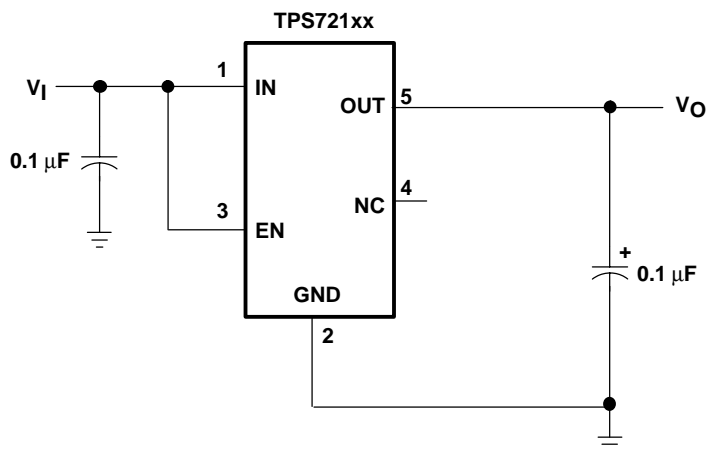 TPS721xx
1
VI
IN
5
OUT
VO
0.1 μF
4
NC
3
EN
+
0.1 μF
GND
2